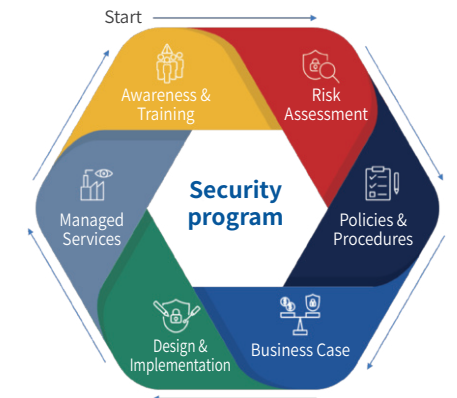 Start
Awareness &
Training
Risk
Assessment
Security
program
Managed
Services
Policies &
Procedures
Design &
Implementation
Business Case